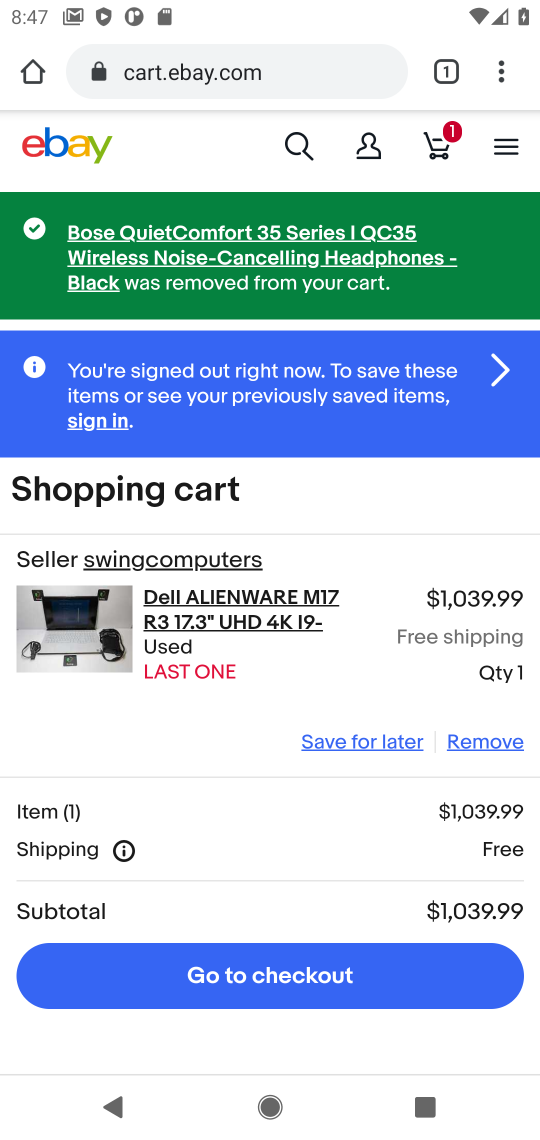 8:47
cart.ebay.com
1
ebay
1
Bose QuietComfort 35 Series I QC35
Wireless Noise-Cancelling Headphones -
Black was removed from your cart.
You're signed out right now. To save these
items or see your previously saved items,
sign in.
Shopping cart
Seller swingcomputers
Dell ALIENWARE M17
R3 17.3" UHD 4K I9-
$1,039.99
Used
Free shipping
LAST ONE
Qty 1
Save for later
Remove
Item (1)
$1,039.99
Shipping
Free
Subtotal
$1,039.99
Go to checkout